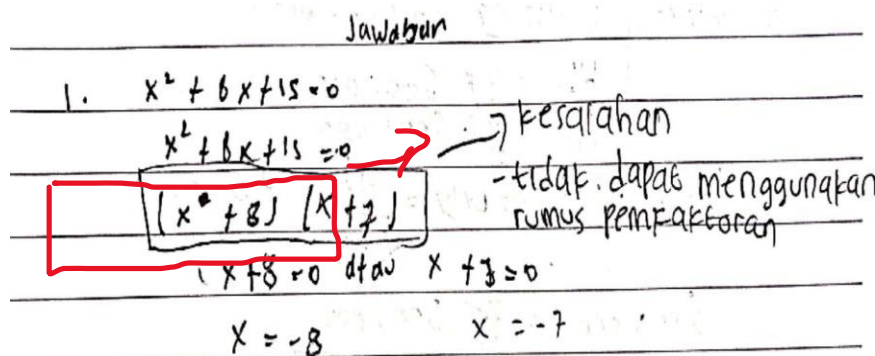 Jawaban
1. x² + 6x + 15 = 0
x² + 6x + 15 = 0
(x + 8) (x + 7)
x + 8 = 0 atau x + 7 = 0
x = -8 x = -7
kesalahan
- tidak dapat menggunakan
rumus pemfaktoran